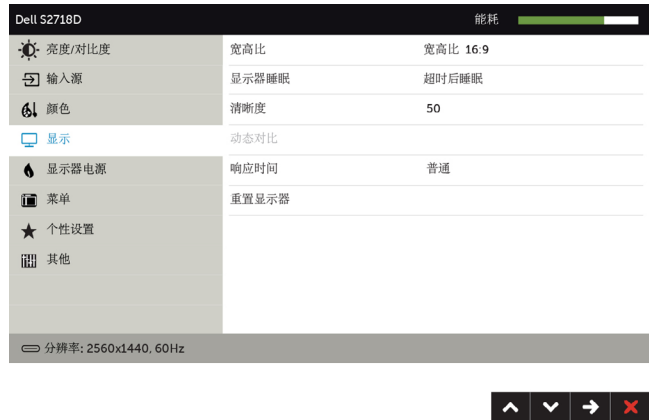 Dell S2718D 能耗
亮度/对比度
输入源
颜色
显示
显示器电源
菜单
个性设置
其他
宽高比 宽高比 16:9
显示器睡眠 超时后睡眠
清晰度 50
动态对比
响应时间 普通
重置显示器
分辨率: 2560x1440, 60Hz